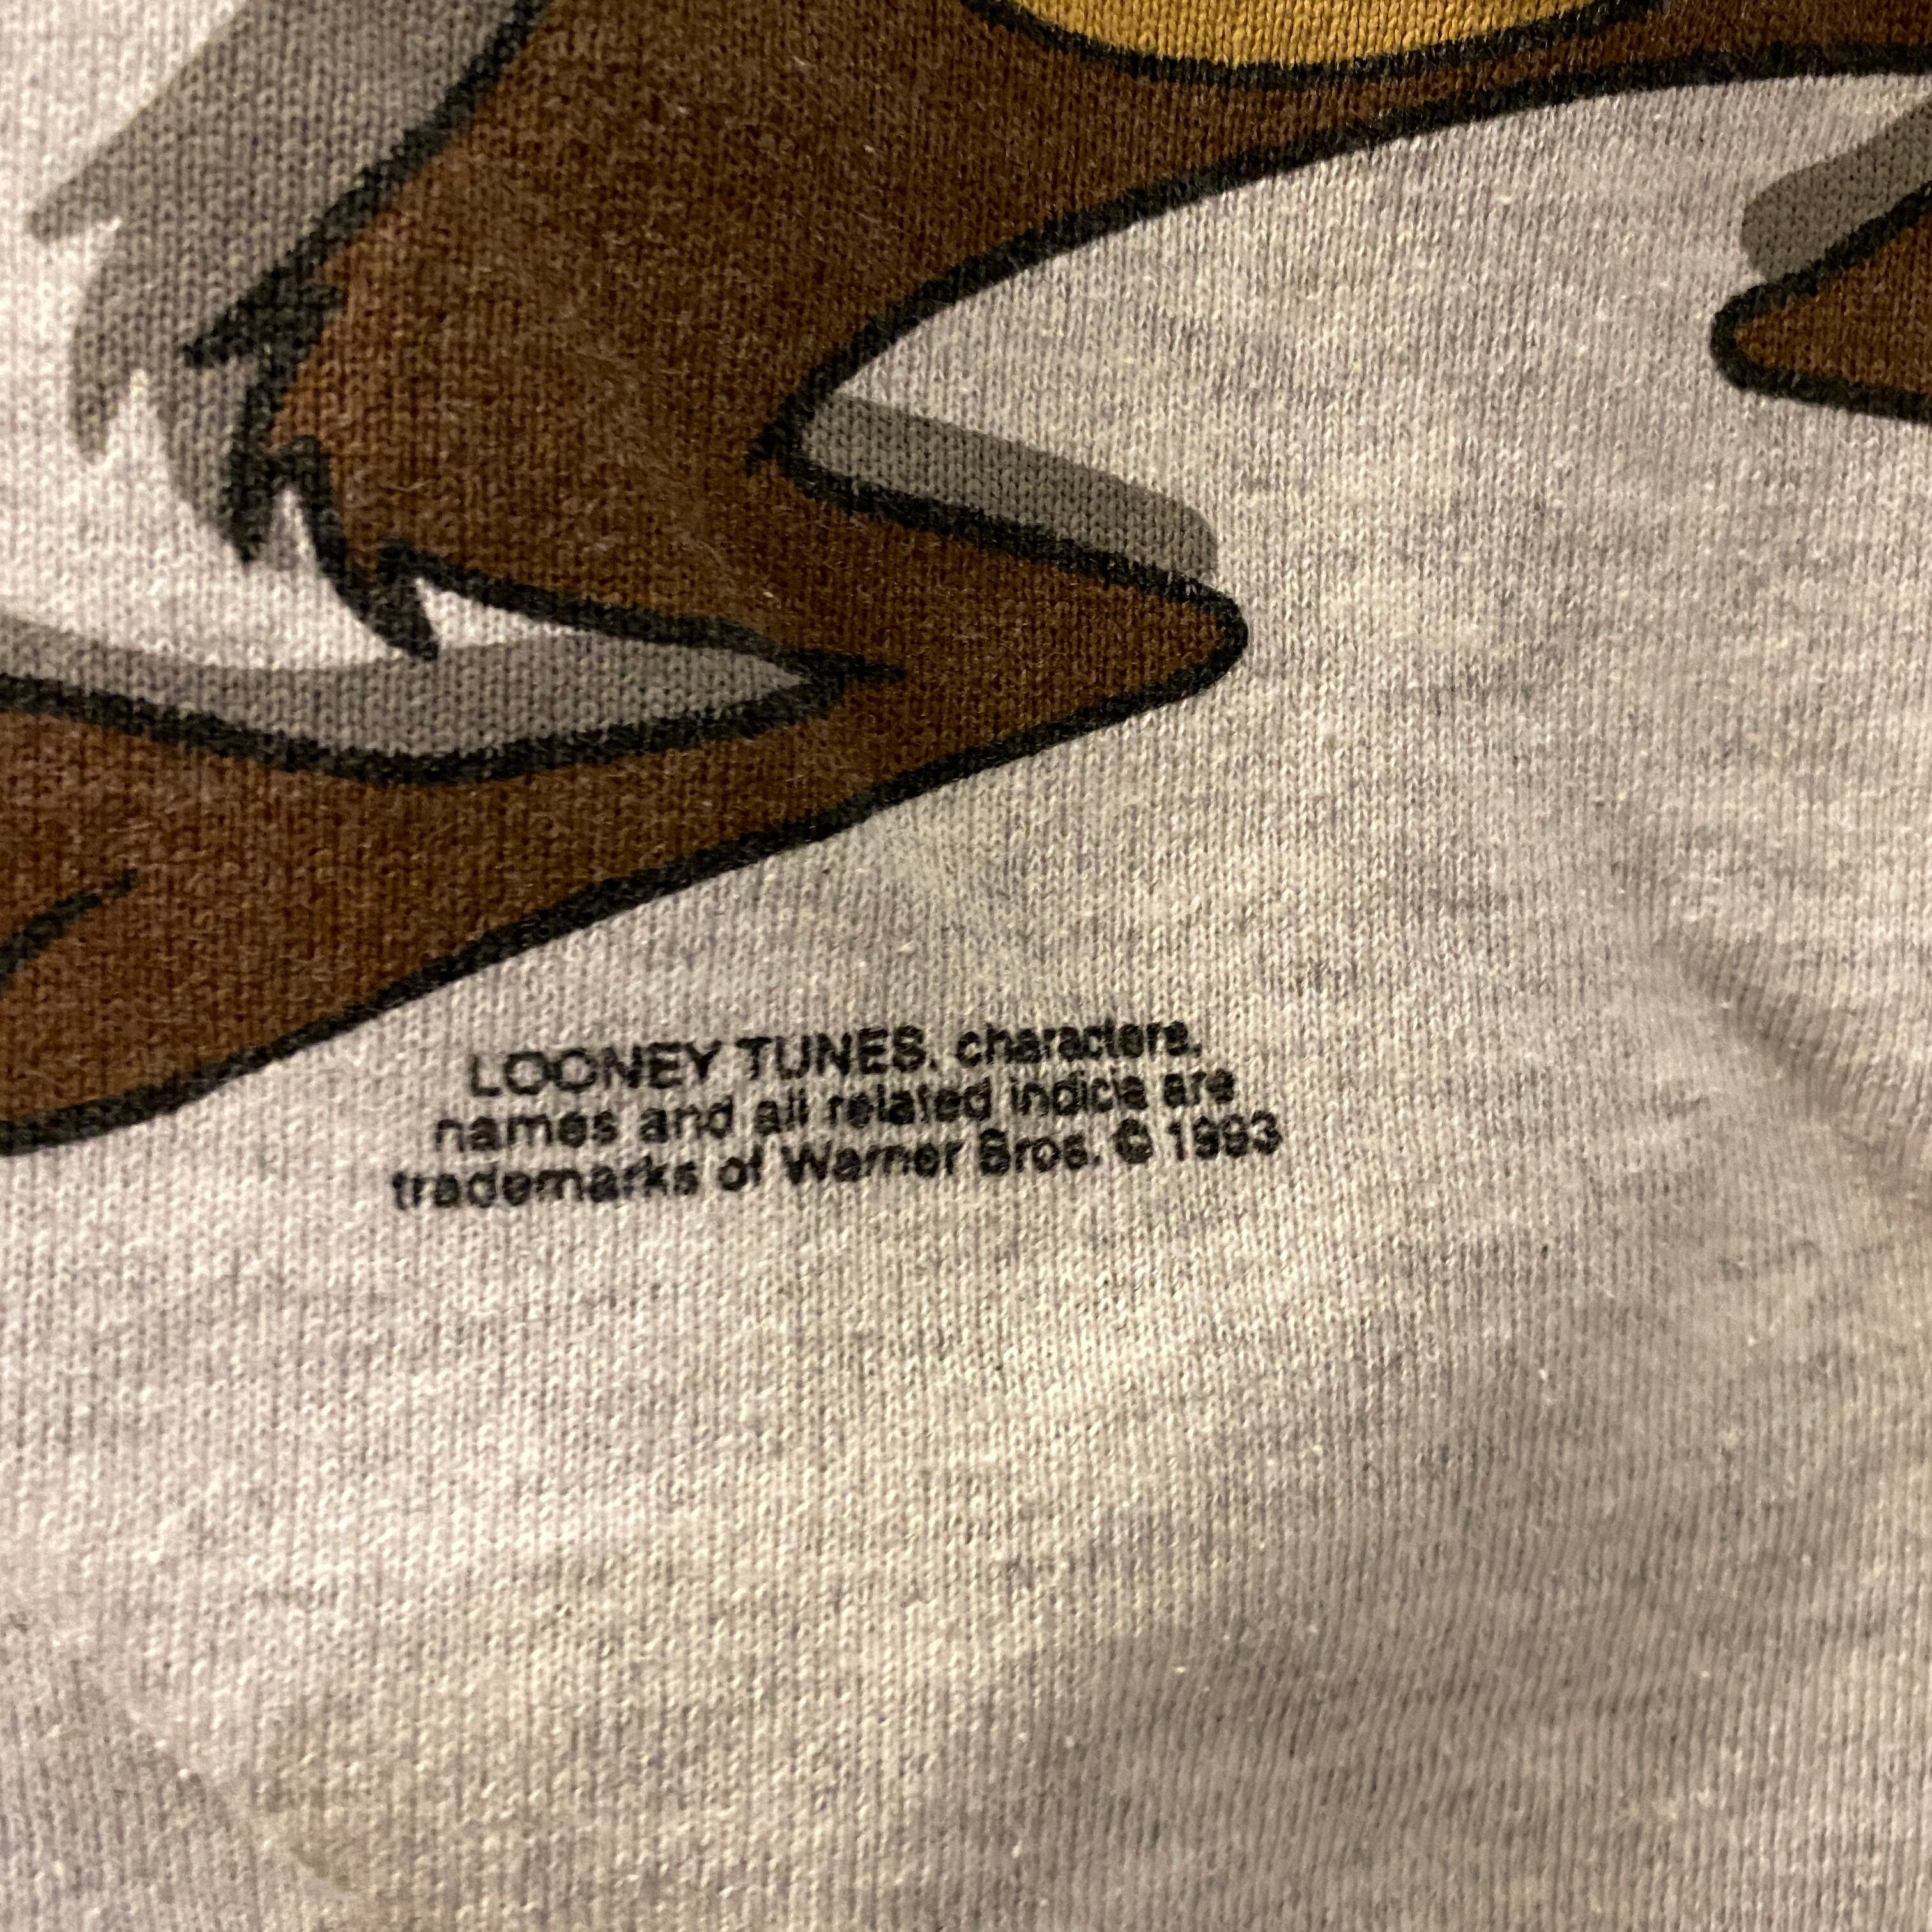 LOONEY TUNES, characters,
names and all related indicia are
trademarks of Warner Bros. © 1993